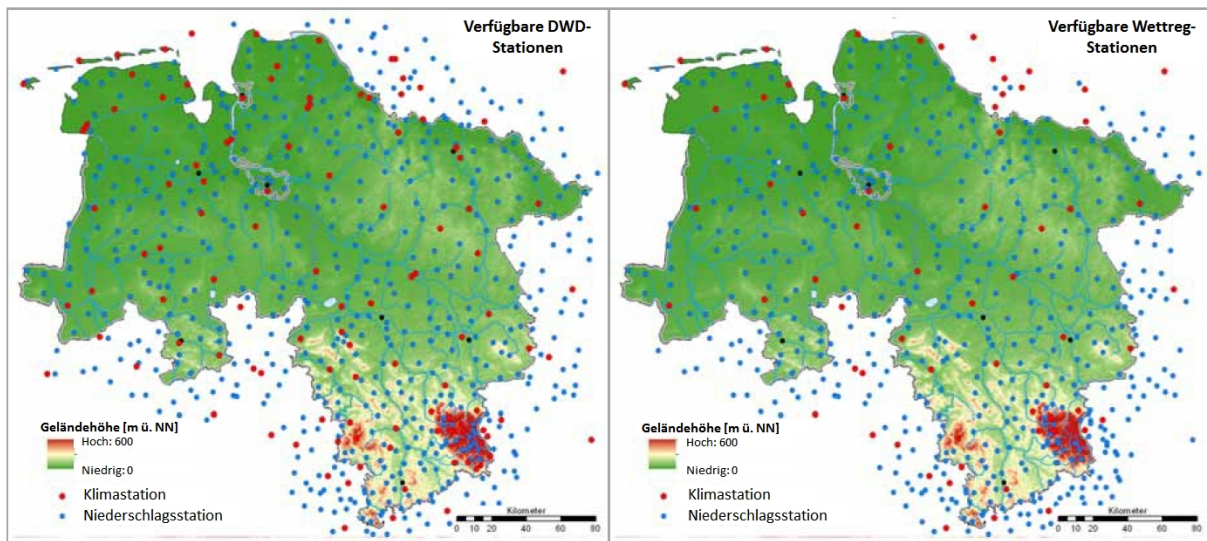 Verfügbare DWD-
Stationen
Geländehöhe [m ü. NN]
Hoch: 600
Niedrig: 0
Klimastation
Niederschlagsstation
Kilometer
0 10 20 40 60 80
Verfügbare Wettreg-
Stationen
Geländehöhe [m ü. NN]
Hoch: 600
Niedrig: 0
Klimastation
Niederschlagsstation
Kilometer
0 10 20 40 60 80